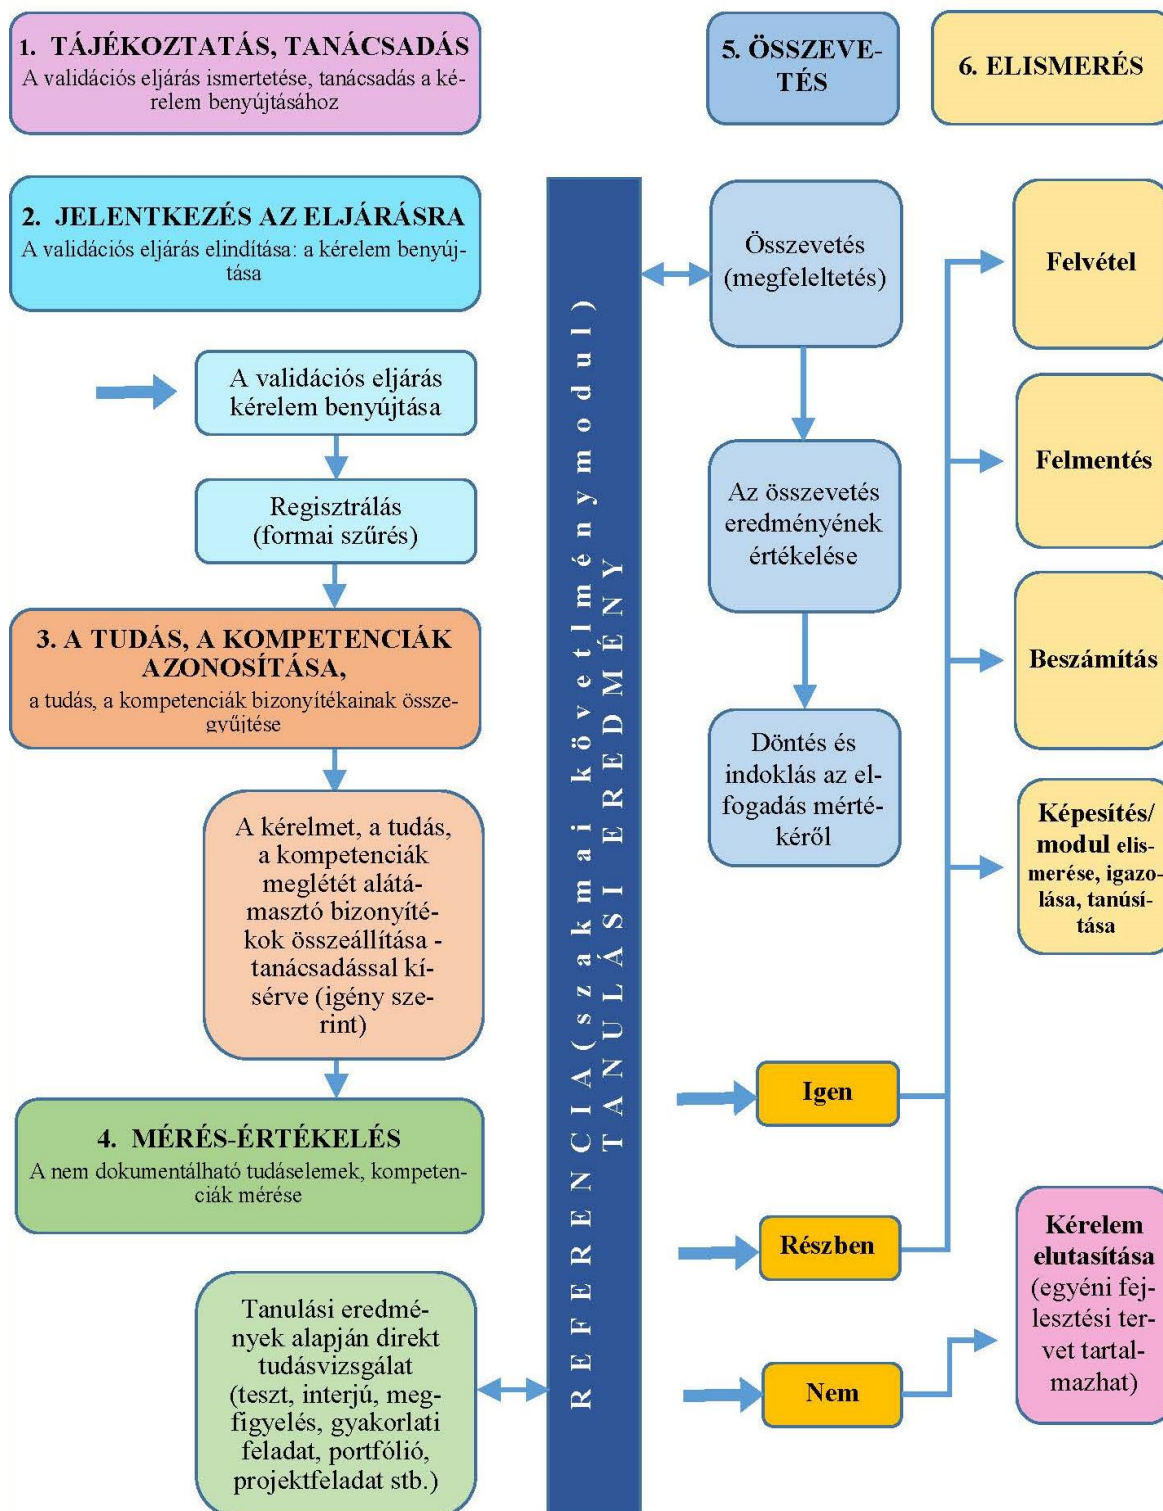 1. TÁJÉKOZTATÁS, TANÁCSADÁS
A validációs eljárás ismertetése, tanácsadás a ké-
relem benyújtásához
2. JELENTKEZÉS AZ ELJÁRÁSRA
A validációs eljárás elindítása: a kérelem benyúj-
tása
A validációs eljárás
kérelem benyújtása
Regisztrálás
(formai szűrés)
3. A TUDÁS, A KOMPETENCIÁK
AZONOSÍTÁSA,
a tudás, a kompetenciák bizonyítékainak össze-
gyűjtése
A kérelmet, a tudás,
a kompetenciák
meglétét alátá-
masztó bizonyíté-
kok összeállítása -
tanácsadással kí-
sérve (igény sze-
rint)
4. MÉRÉS-ÉRTÉKELÉS
A nem dokumentálható tudáselemek, kompeten-
ciák mérése
Tanulási eredmé-
nyek alapján direkt
tudásvizsgálat
(teszt, interjú, meg-
figyelés, gyakorlati
feladat, portfólió,
projektfeladat stb.)
REFERENCIA(szakmai követlménymodul)
TANULÁSI EREDMÉNY
5. ÖSSZEVE-
TÉS
Összevetés
(megfeleltetés)
Az összevetés
eredményének
értékelése
Döntés és
indoklás az el-
fogadás mérté-
kéről
Igen
Részben
Nem
6. ELISMERÉS
Felvétel
Felmentés
Beszámítás
Képesítés/
modul elis-
merése, igazo-
lása, tanúsí-
tása
Kérelem
elutasítása
(egyéni fej-
lesztési ter-
vet tartal-
mazhat)